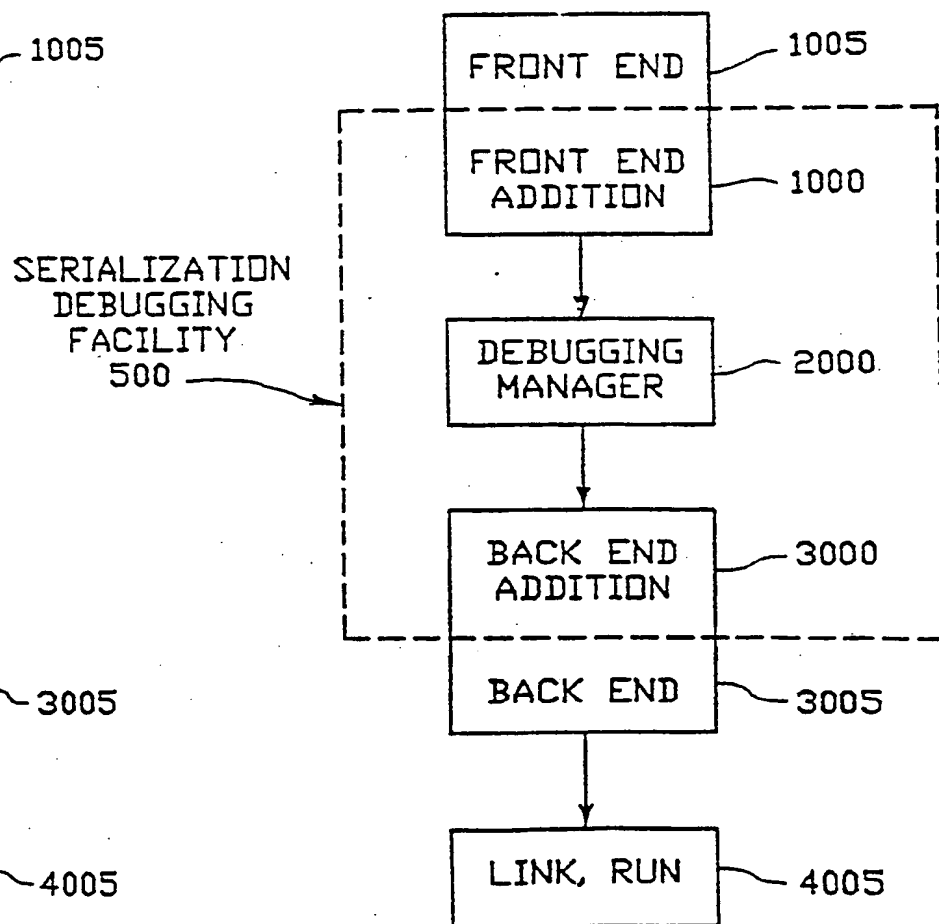 1005
FRONT END
1005
FRONT END
ADDITION
1000
SERIALIZATION
DEBUGGING
FACILITY
500
DEBUGGING
MANAGER
2000
BACK END
ADDITION
3000
BACK END
3005
3005
LINK, RUN
4005
4005